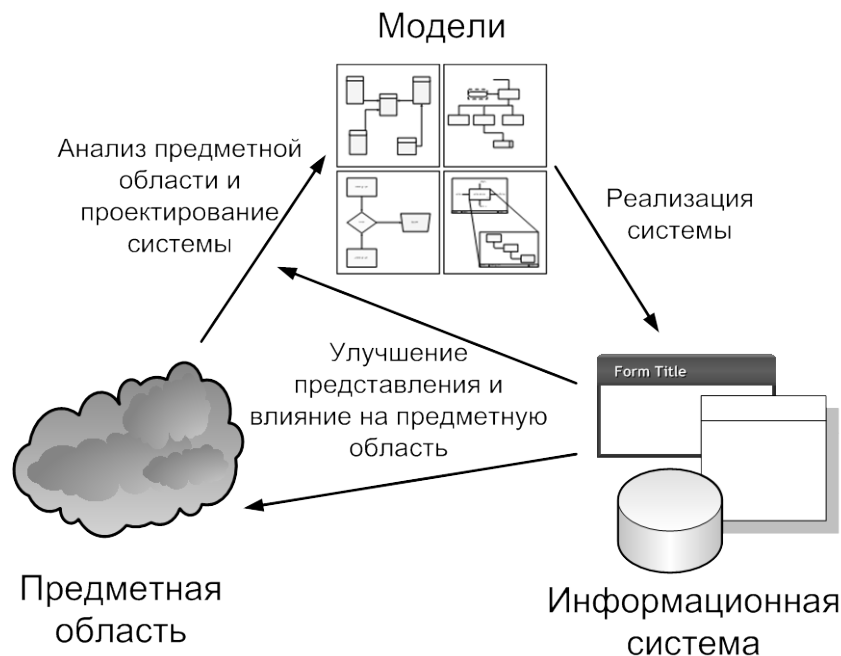 Модели
Анализ предметной
области и
проектирование
системы
Реализация
системы
Улучшение
представления и
влияние на предметную
область
Form Title
Предметная
область
Информационная
система